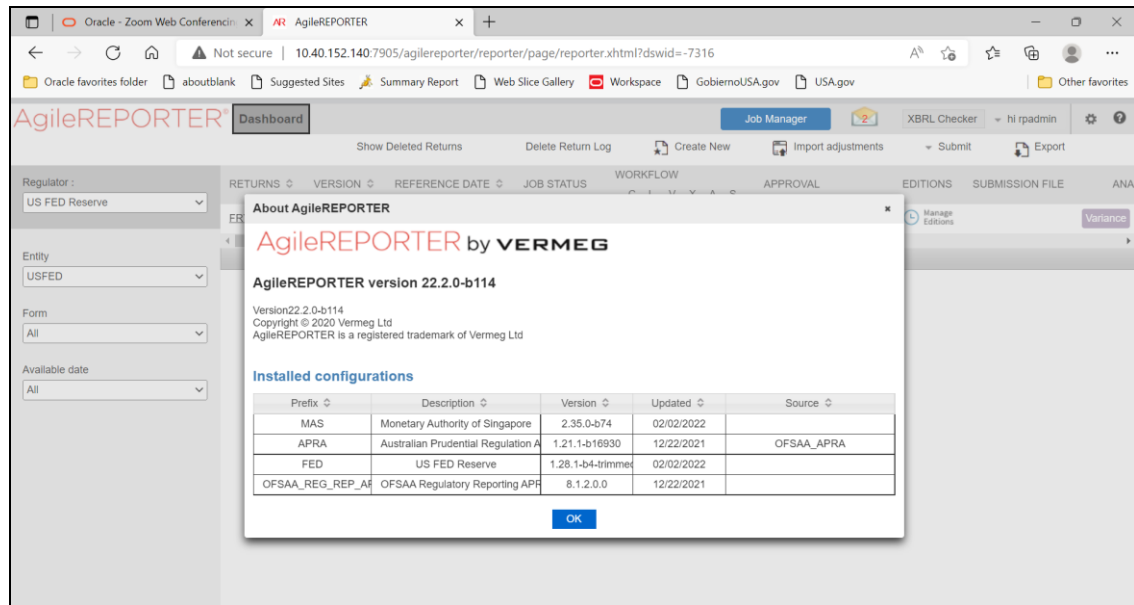 Oracle - Zoom Web Conferencin
AR AgileREPORTER
Not secure | 10.40.152.140:7905/agilereporter/reporter/page/reporter.xhtml?dswid=-7316
Oracle favorites folder aboutblank Suggested Sites Summary Report Web Slice Gallery Workspace GobiernoUSA.gov USA.gov Other favorites
AgileREPORTER® Dashboard Job Manager 2 XBRL Checker hi rpadmin
Show Deleted Returns Delete Return Log Create New Import adjustments Submit Export
Regulator :
US FED Reserve
RETURNS VERSION REFERENCE DATE JOB STATUS WORKFLOW APPROVAL EDITIONS SUBMISSION FILE ANA
FR Manage Editions Variance
Entity
USFED
Form
All
Available date
All
About AgileREPORTER
AgileREPORTER by VERMEG
AgileREPORTER version 22.2.0-b114
Version22.2.0-b114
Copyright © 2020 Vermeg Ltd
AgileREPORTER is a registered trademark of Vermeg Ltd
Installed configurations
Prefix Description Version Updated Source
MAS Monetary Authority of Singapore 2.35.0-b74 02/02/2022
APRA Australian Prudential Regulation A 1.21.1-b16930 12/22/2021 OFSAA_APRA
FED US FED Reserve 1.28.1-b4-trimmed 02/02/2022
OFSAA_REG_REP_AP OFSAA Regulatory Reporting APR 8.1.2.0.0 12/22/2021
OK